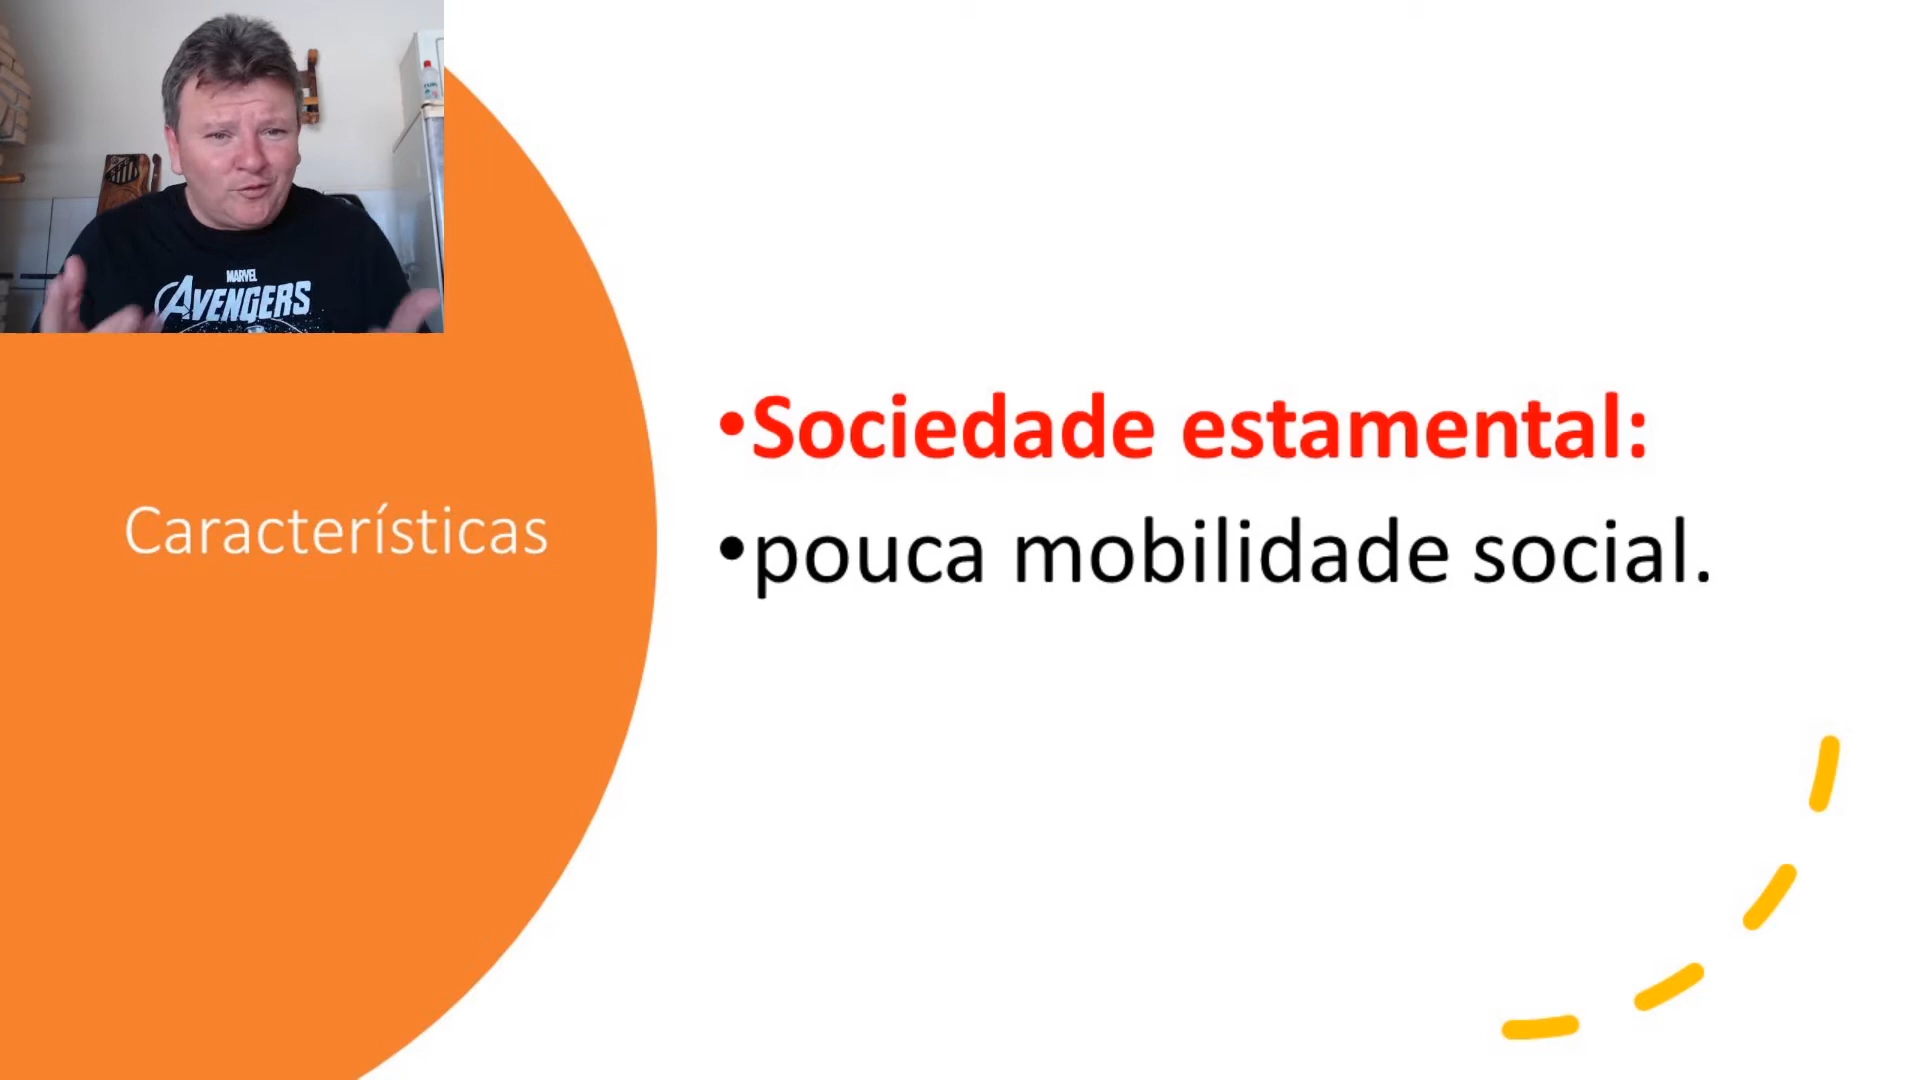 MARVEL
AVENGERS
Características
•Sociedade estamental:
•pouca mobilidade social.